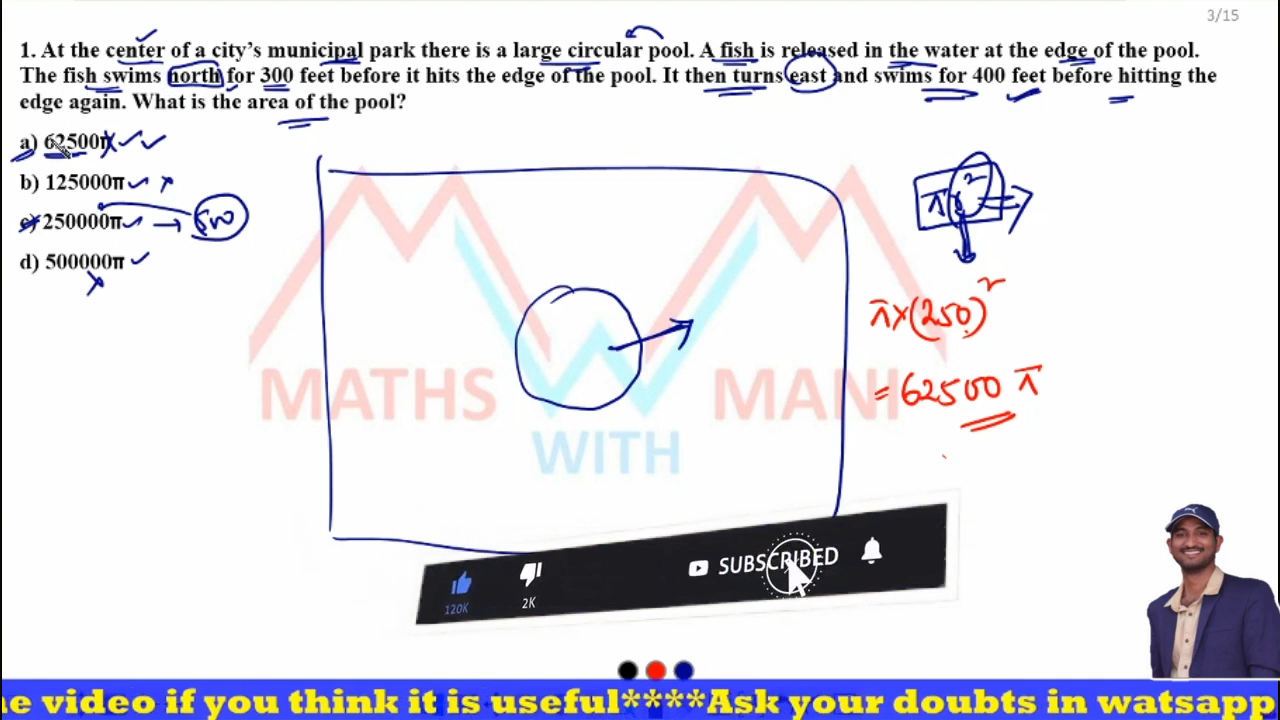 3/15
1. At the center of a city's municipal park there is a large circular pool. A fish is released in the water at the edge of the pool.
The fish swims north for 300 feet before it hits the edge of the pool. It then turns east and swims for 400 feet before hitting the
edge again. What is the area of the pool?
a) 62500π
b) 125000π
c) 250000π → 500
d) 500000π
π r²
π×(250)²
= 62500 π
MATHS
WITH
MANI
SUBSCRIBED
120K
2K
e video if you think it is useful****Ask your doubts in watsapp